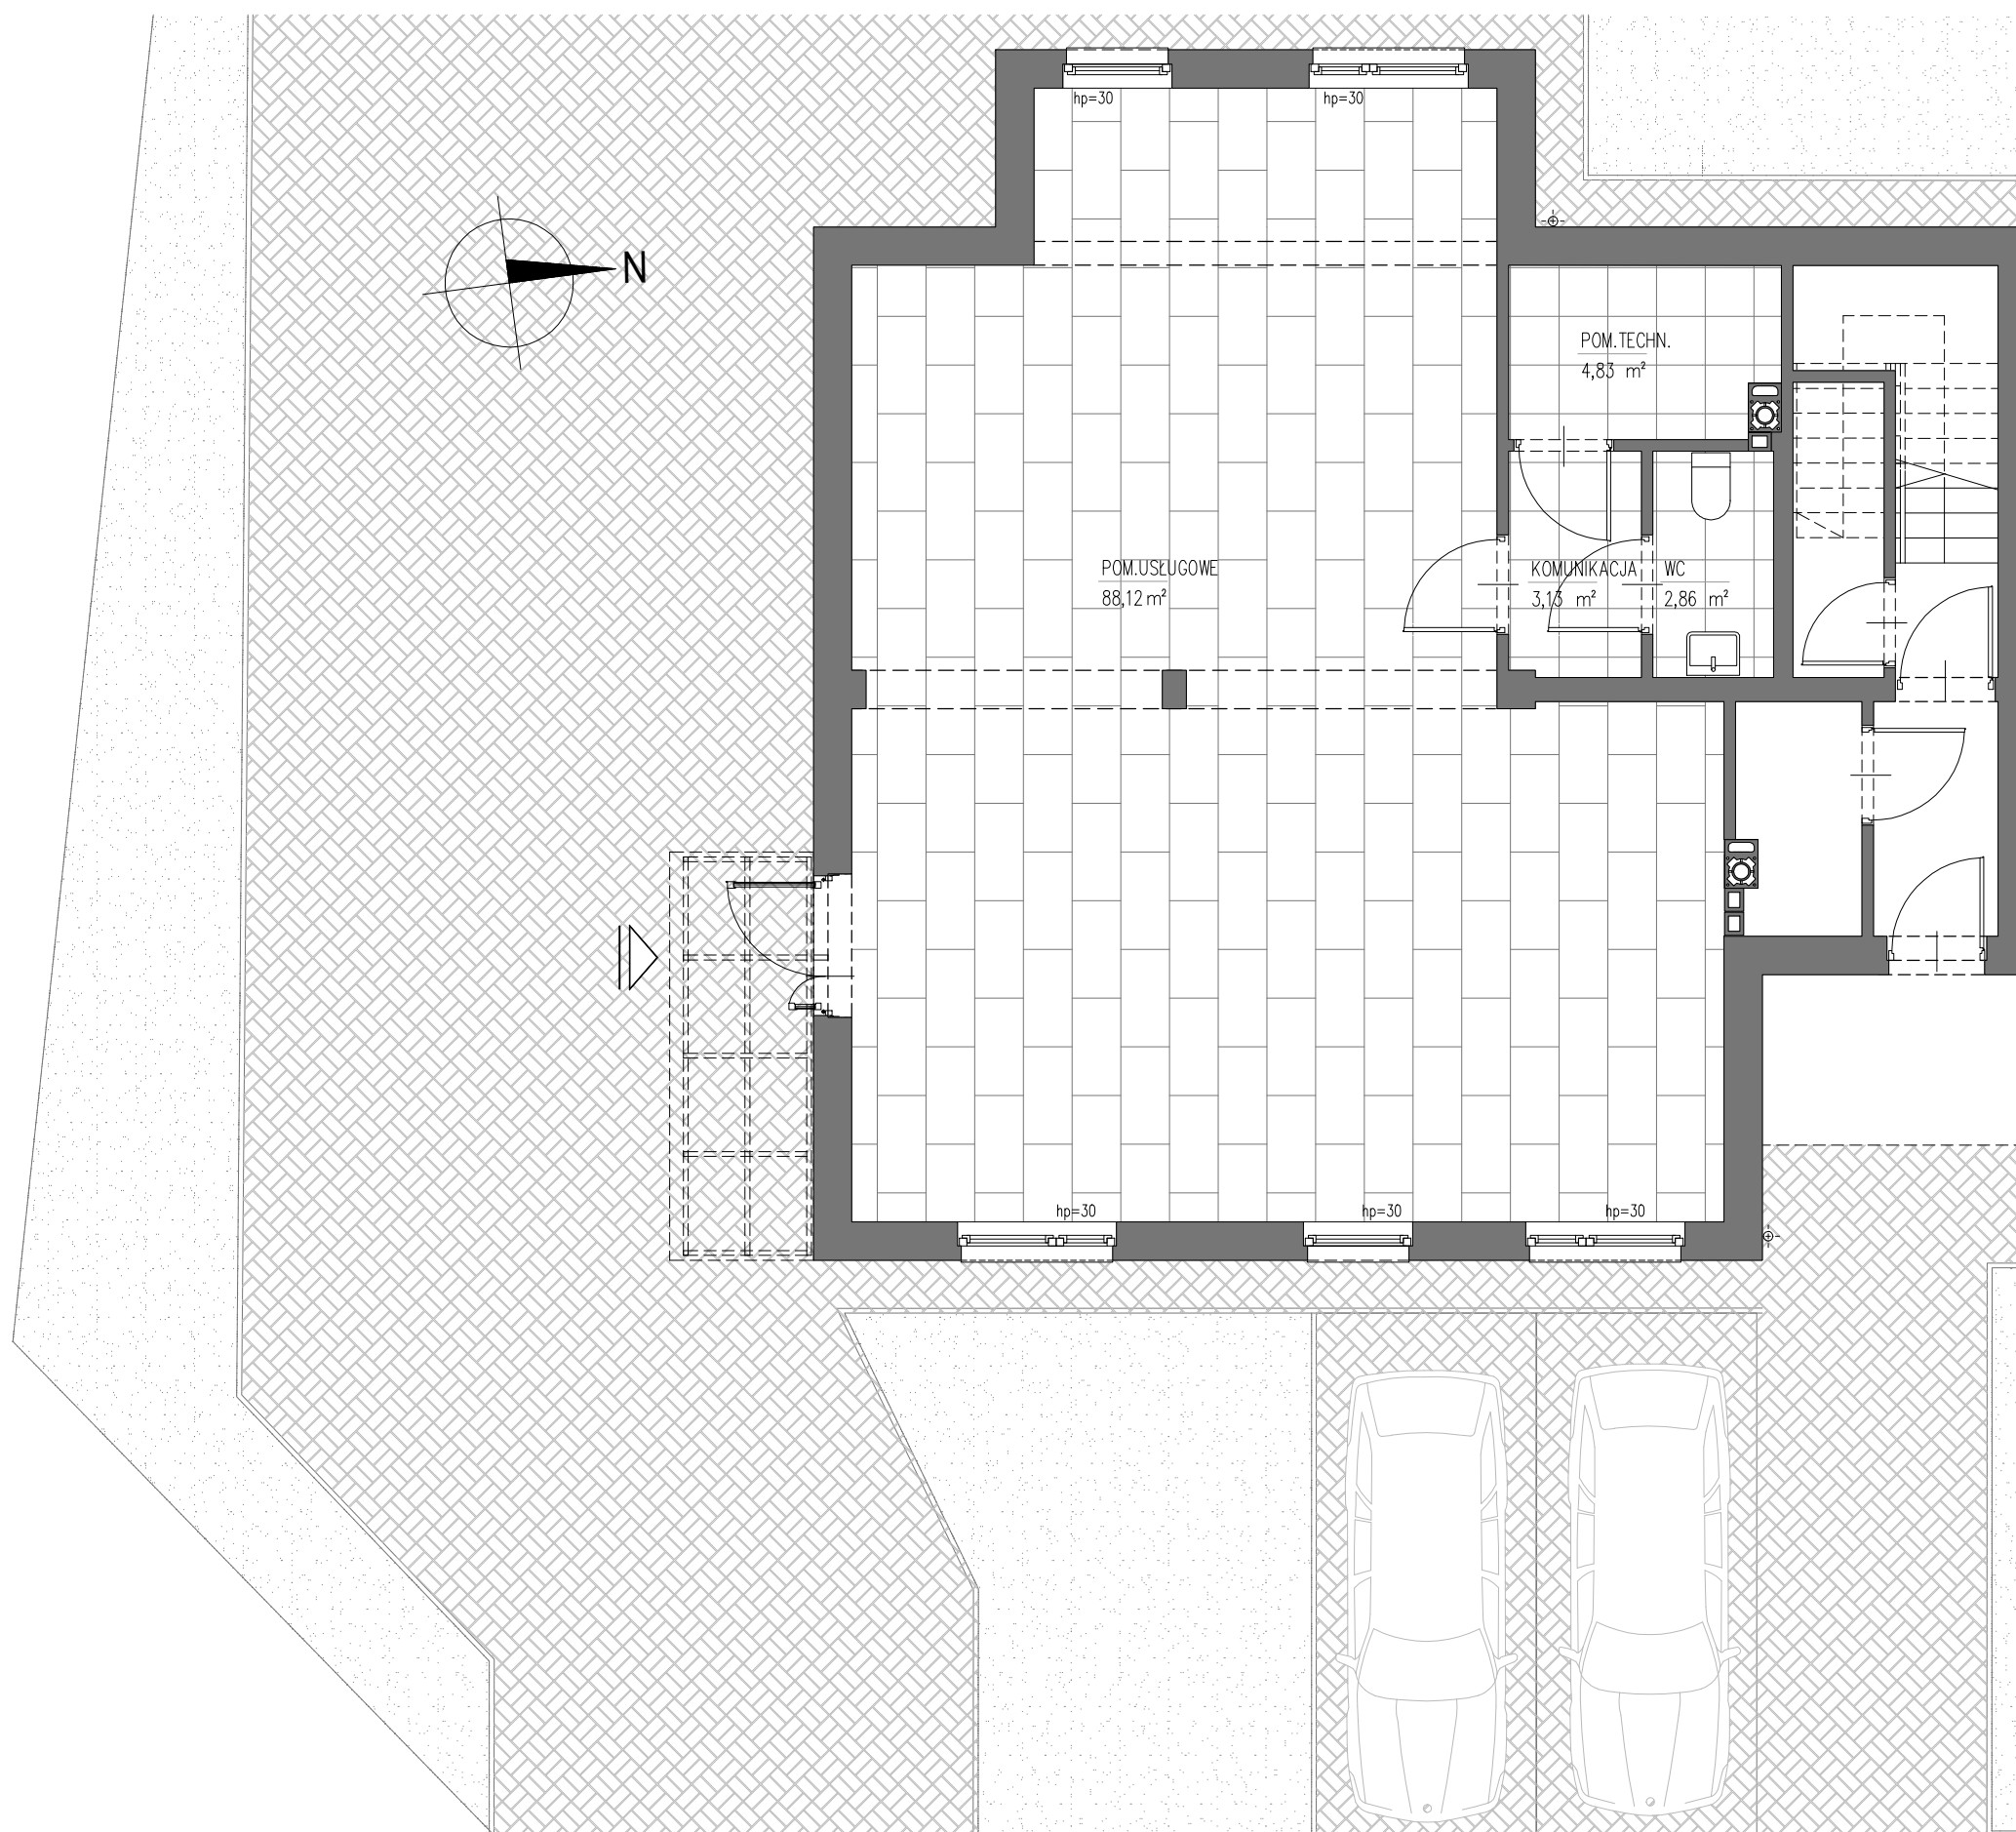 hp=30
hp=30
N
POM.TECHN.
4,83 m²
POM.USŁUGOWE
88,12 m²
KOMUNIKACJA
3,13 m²
WC
2,86 m²
hp=30
hp=30
hp=30